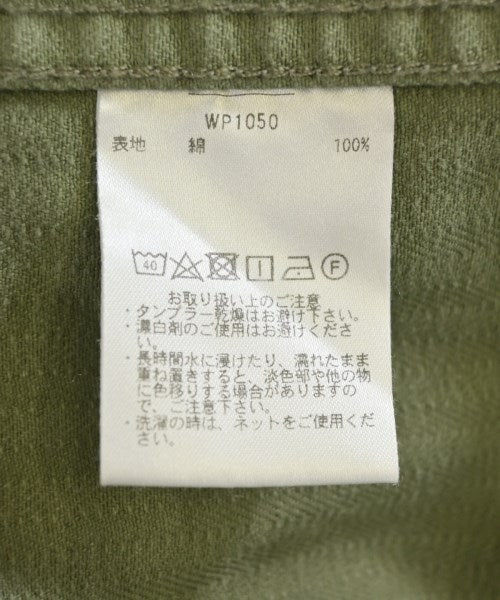 WP1050
表地 綿 100%
40 F
お取り扱い上のご注意
・タンブラー乾燥はお避け下さい。
・漂白剤のご使用はお避けくださ
い。
・長時間水に浸けたり、濡れたまま
重ね置きすると、淡色部や他の物
に色移りする場合がありますの
で、ご注意下さい。
・洗濯の時は、ネットをご使用くだ
さい。